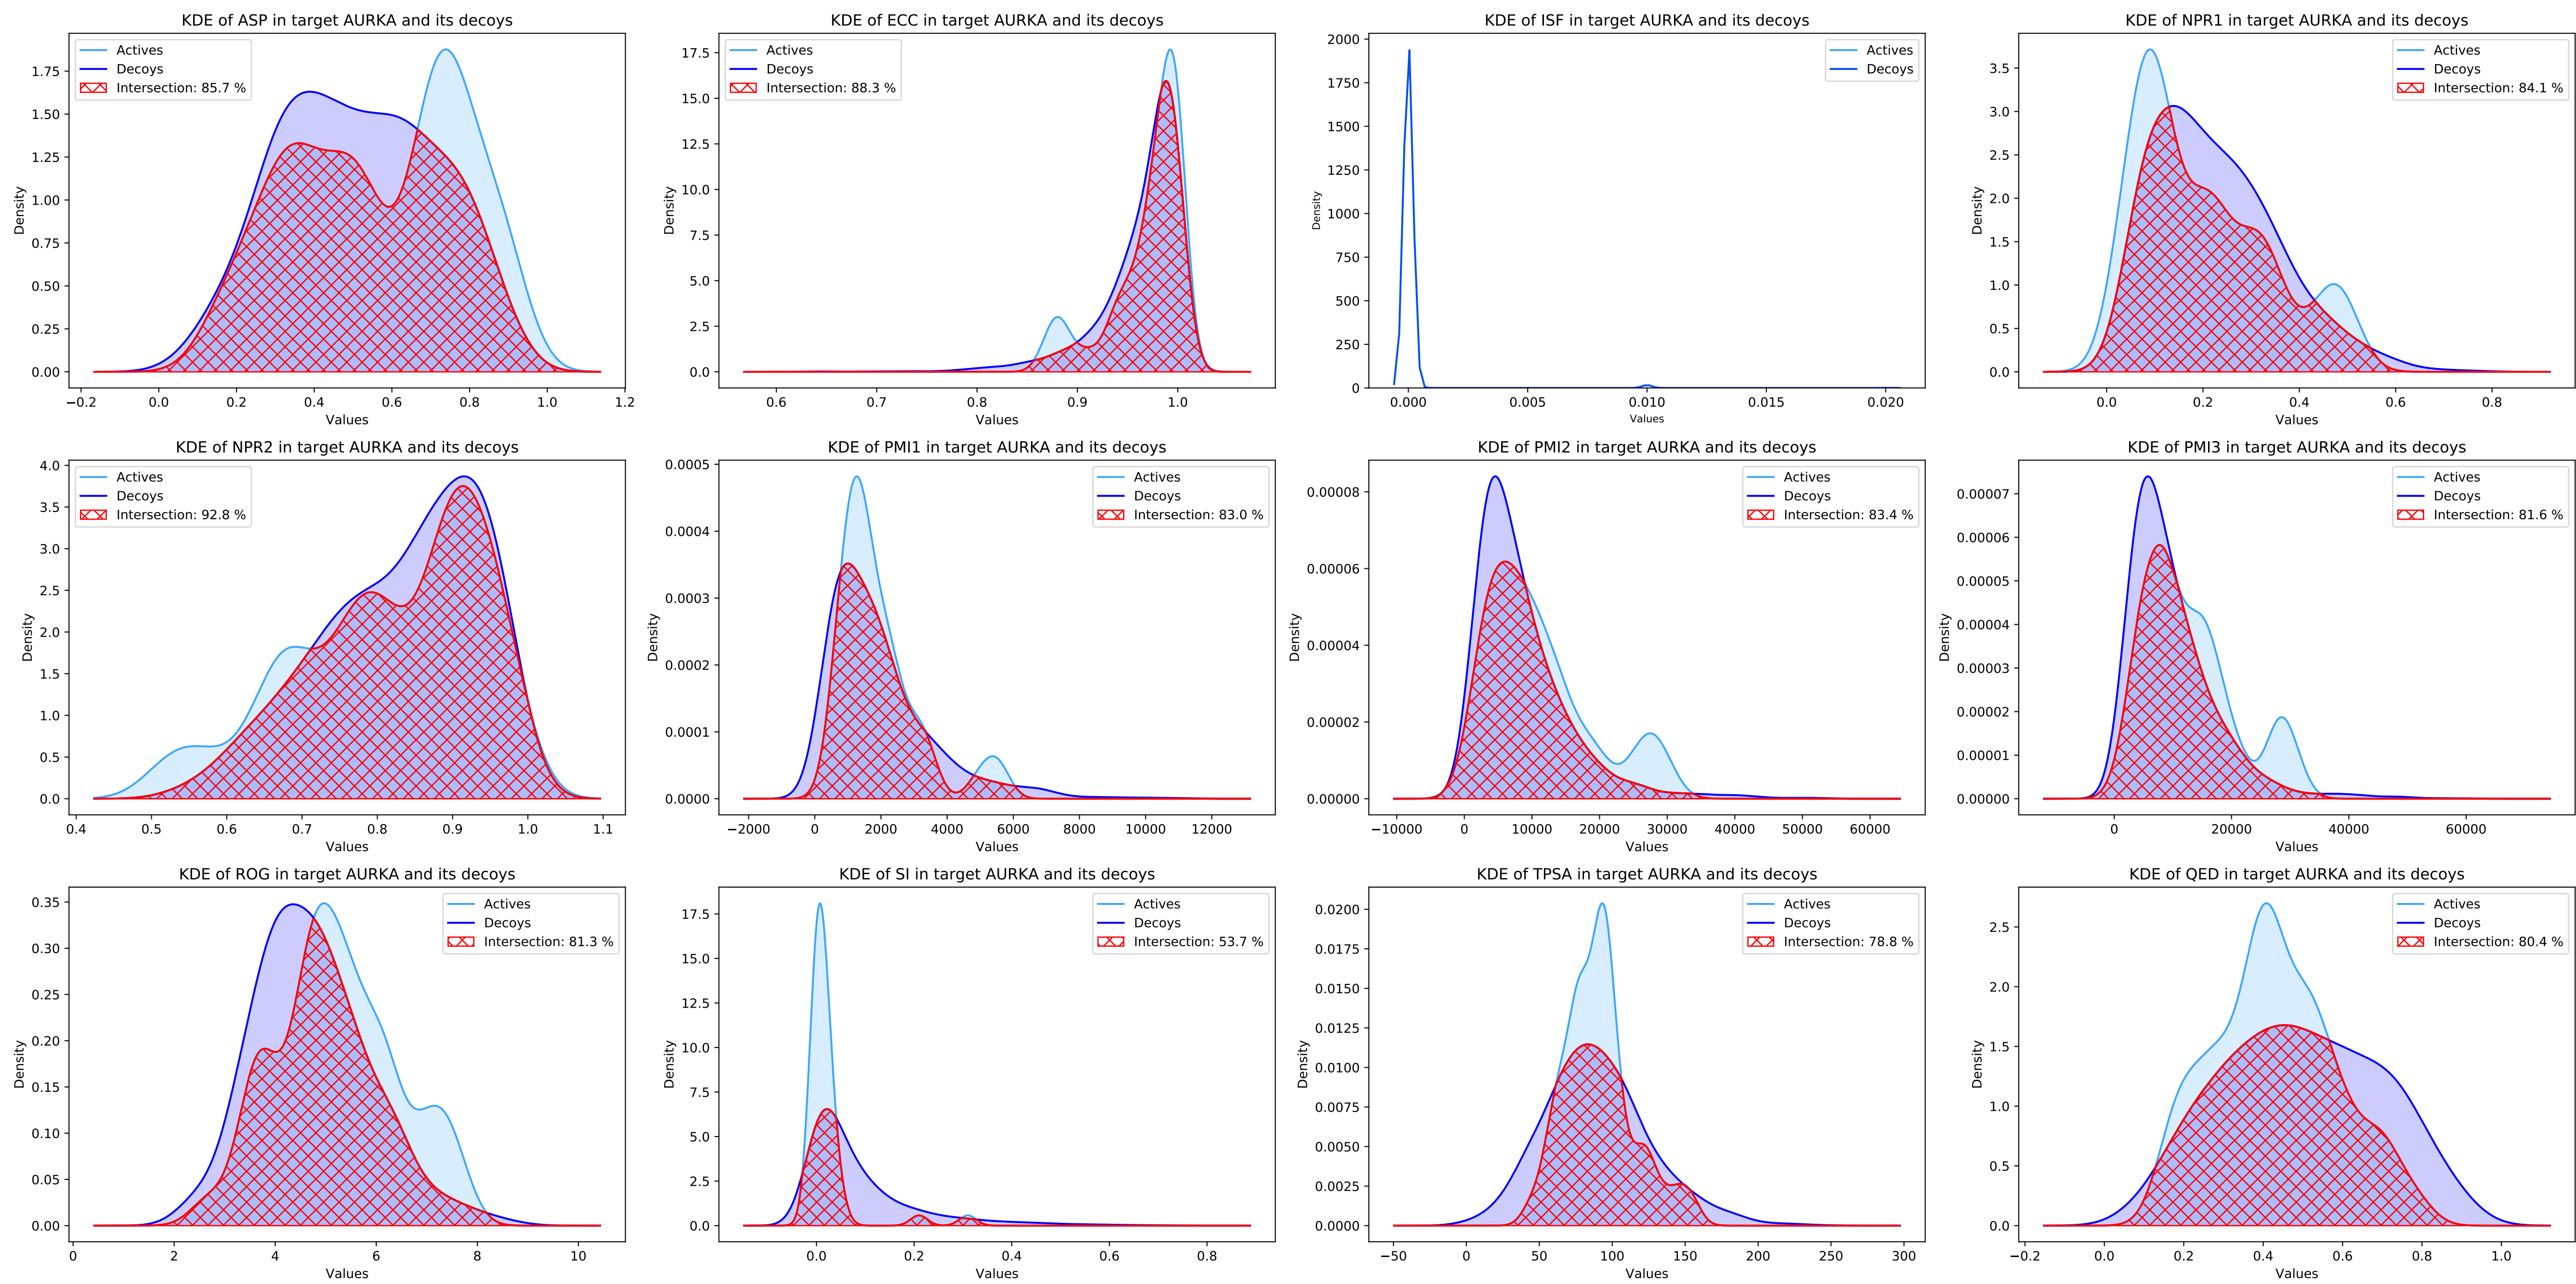 KDE of ASP in target AURKA and its decoys
Actives
Decoys
Intersection: 85.7 %
Density
1.75
1.50
1.25
1.00
0.75
0.50
0.25
0.00
−0.2 0.0 0.2 0.4 0.6 0.8 1.0 1.2
Values
KDE of ECC in target AURKA and its decoys
Actives
Decoys
Intersection: 88.3 %
Density
17.5
15.0
12.5
10.0
7.5
5.0
2.5
0.0
0.6 0.7 0.8 0.9 1.0
Values
KDE of ISF in target AURKA and its decoys
Actives
Decoys
Density
2000
1750
1500
1250
1000
750
500
250
0
0.000 0.005 0.010 0.015 0.020
Values
KDE of NPR1 in target AURKA and its decoys
Actives
Decoys
Intersection: 84.1 %
Density
3.5
3.0
2.5
2.0
1.5
1.0
0.5
0.0
0.0 0.2 0.4 0.6 0.8
Values
KDE of NPR2 in target AURKA and its decoys
Actives
Decoys
Intersection: 92.8 %
Density
4.0
3.5
3.0
2.5
2.0
1.5
1.0
0.5
0.0
0.4 0.5 0.6 0.7 0.8 0.9 1.0 1.1
Values
KDE of PMI1 in target AURKA and its decoys
Actives
Decoys
Intersection: 83.0 %
Density
0.0005
0.0004
0.0003
0.0002
0.0001
0.0000
−2000 0 2000 4000 6000 8000 10000 12000
Values
KDE of PMI2 in target AURKA and its decoys
Actives
Decoys
Intersection: 83.4 %
Density
0.00008
0.00006
0.00004
0.00002
0.00000
−10000 0 10000 20000 30000 40000 50000 60000
Values
KDE of PMI3 in target AURKA and its decoys
Actives
Decoys
Intersection: 81.6 %
Density
0.00007
0.00006
0.00005
0.00004
0.00003
0.00002
0.00001
0.00000
0 20000 40000 60000
Values
KDE of ROG in target AURKA and its decoys
Actives
Decoys
Intersection: 81.3 %
Density
0.35
0.30
0.25
0.20
0.15
0.10
0.05
0.00
0 2 4 6 8 10
Values
KDE of SI in target AURKA and its decoys
Actives
Decoys
Intersection: 53.7 %
Density
17.5
15.0
12.5
10.0
7.5
5.0
2.5
0.0
0.0 0.2 0.4 0.6 0.8
Values
KDE of TPSA in target AURKA and its decoys
Actives
Decoys
Intersection: 78.8 %
Density
0.0200
0.0175
0.0150
0.0125
0.0100
0.0075
0.0050
0.0025
0.0000
−50 0 50 100 150 200 250 300
Values
KDE of QED in target AURKA and its decoys
Actives
Decoys
Intersection: 80.4 %
Density
2.5
2.0
1.5
1.0
0.5
0.0
−0.2 0.0 0.2 0.4 0.6 0.8 1.0
Values